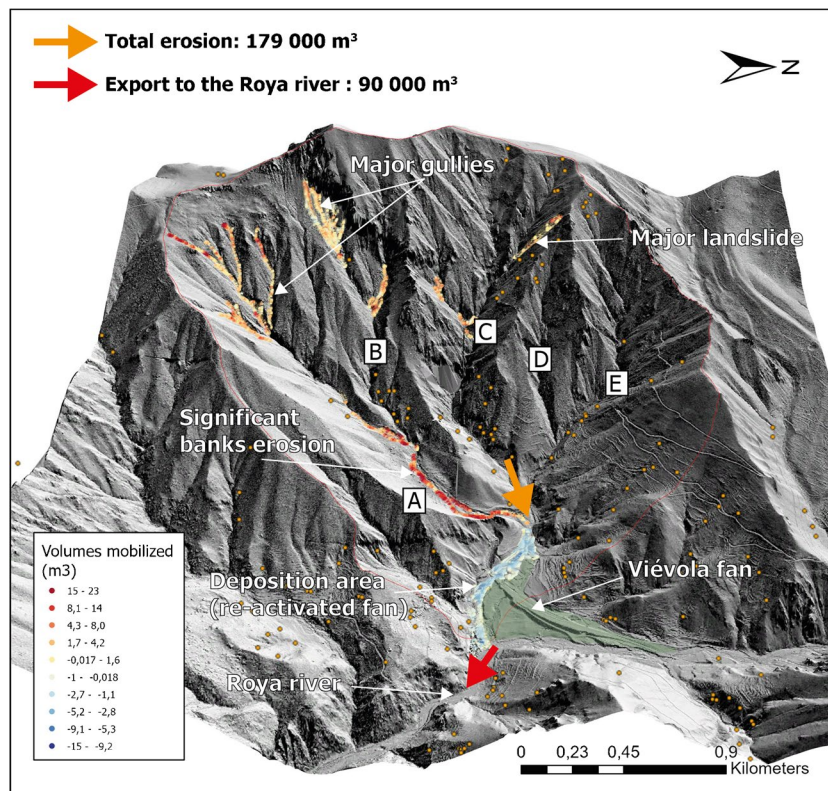 Total erosion: 179 000 m³
Export to the Roya river : 90 000 m³
N
Major gullies
Major landslide
C
B
D
E
Significant
banks erosion
A
Volumes mobilized
(m3)
15 - 23
8,1 - 14
4,3 - 8,0
1,7 - 4,2
-0,017 - 1,6
-1 - -0,018
-2,7 - -1,1
-5,2 - -2,8
-9,1 - -5,3
-15 - -9,2
Deposition area
(re-activated fan)
Viévola fan
Roya river
0 0,23 0,45 0,9
Kilometers